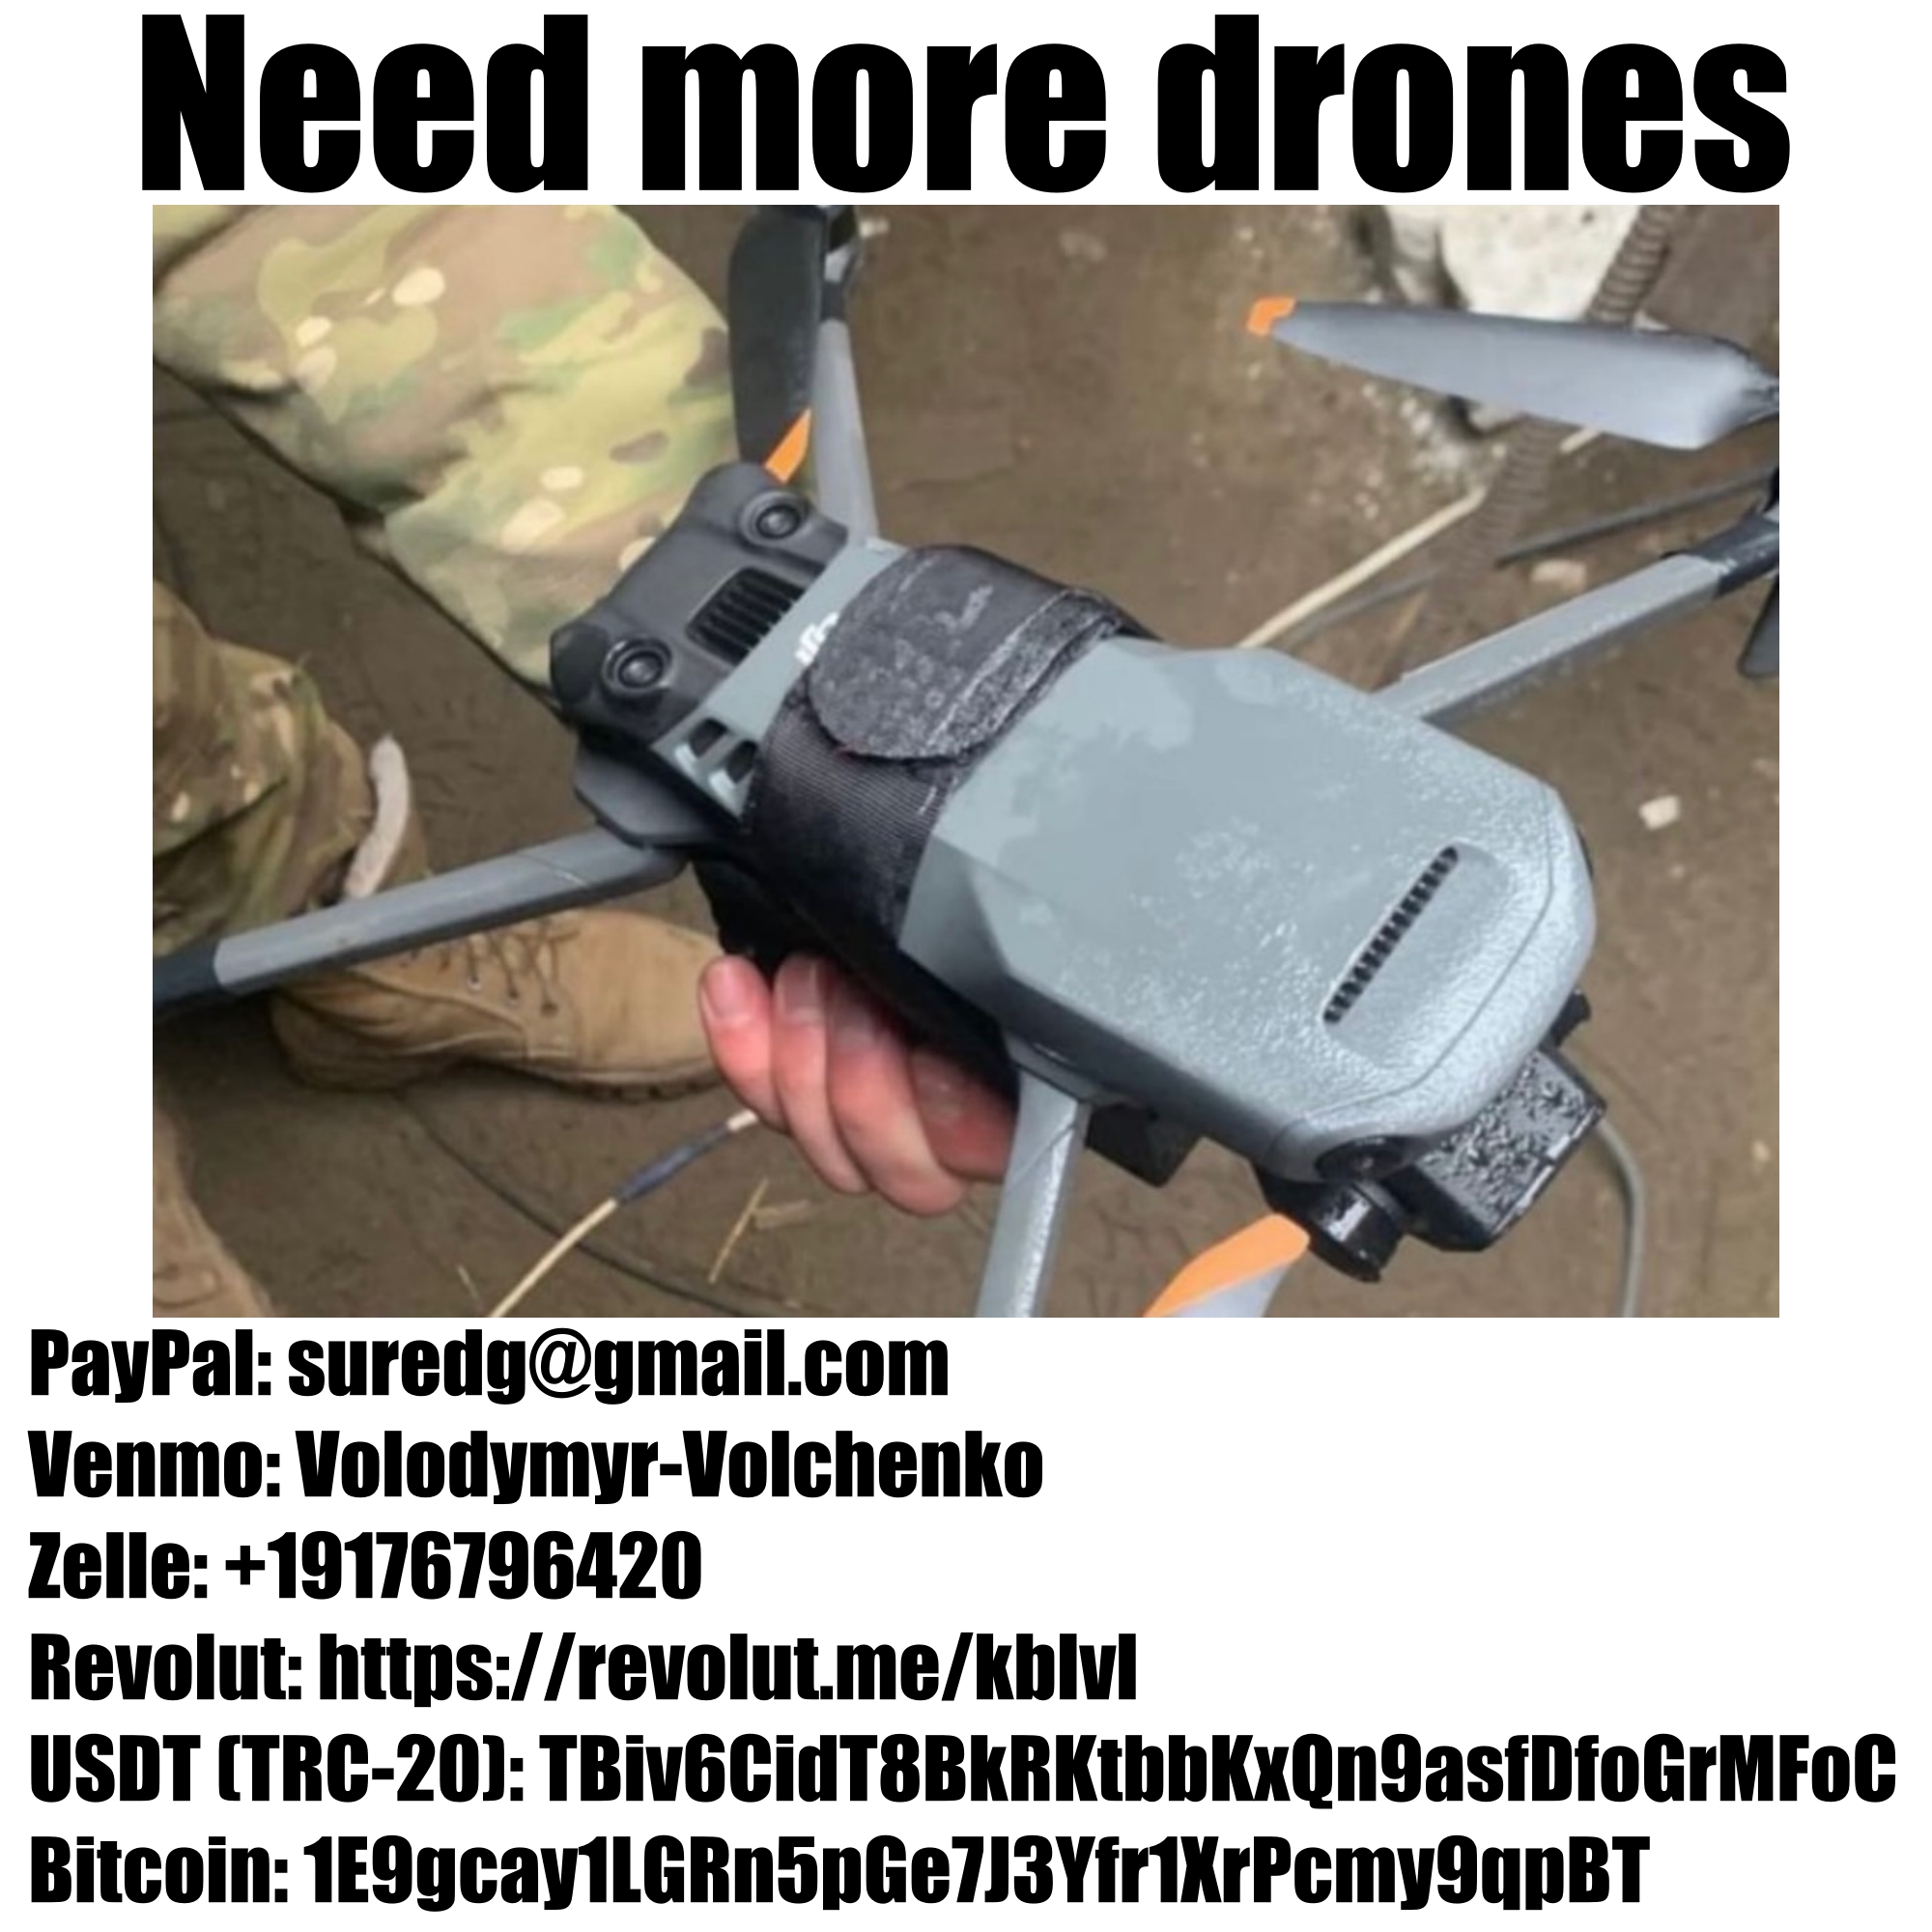 Need more drones
PayPal: suredg@gmail.com
Venmo: Volodymyr-Volchenko
Zelle: +19176796420
Revolut: https://revolut.me/kblvl
USDT (TRC-20): TBiv6CidT8BkRKtbbKxQn9asfDfoGrMFoC
Bitcoin: 1E9gcay1LGRn5pGe7J3Yfr1XrPcmy9qpBT